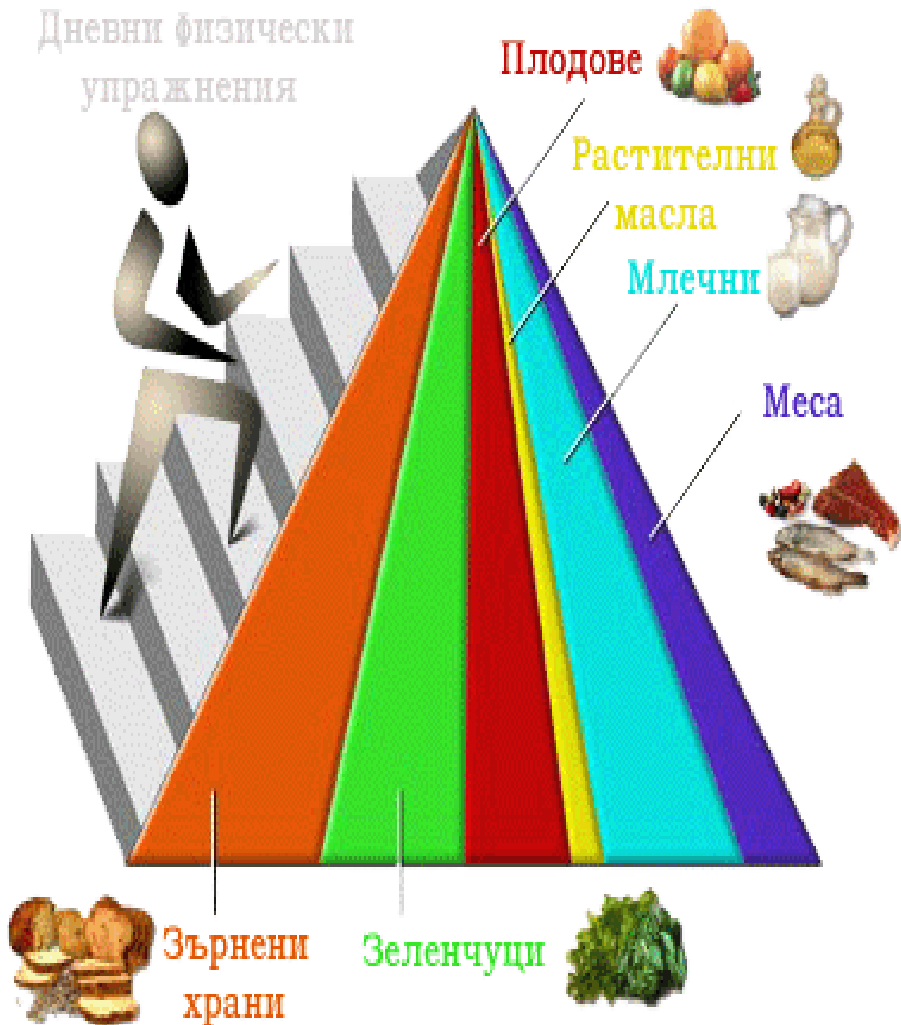 Дневни физически
упражнения
Плодове
Растителни
масла
Млечни
Меса
Зърнени
храни
Зеленчуци